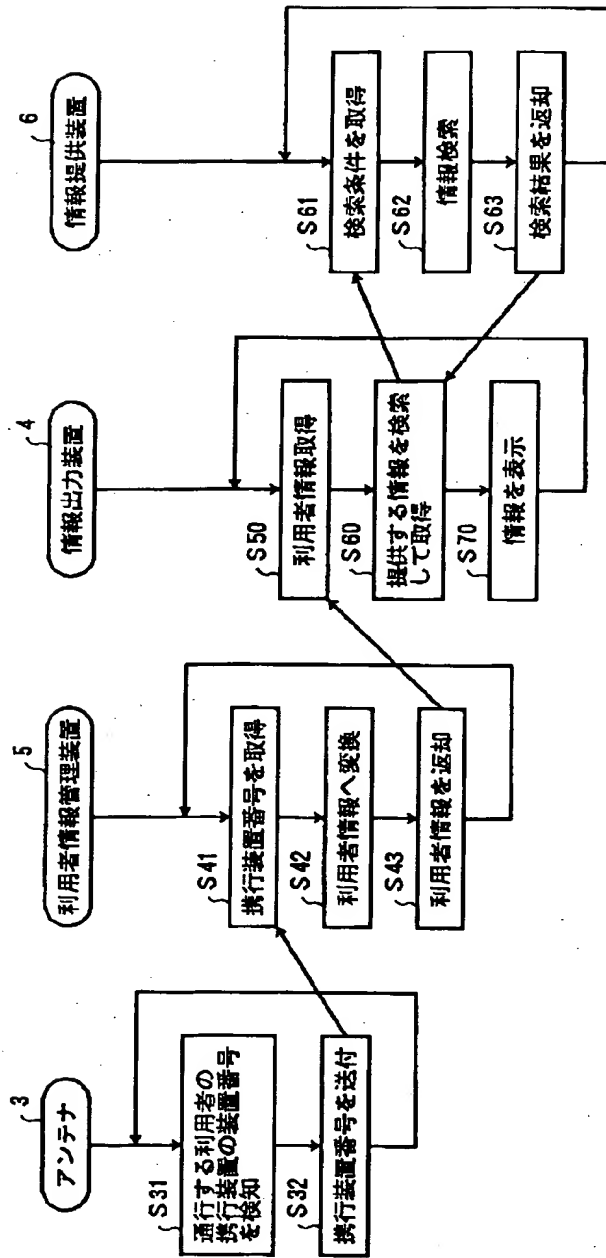 3
アンテナ
S31
通行する利用者の
携行装置の装置番号
を検知
S32
携行装置番号を送付
5
利用者情報管理装置
S41
携行装置番号を取得
S42
利用者情報へ変換
S43
利用者情報を返却
4
情報出力装置
S50
利用者情報取得
S60
提供する情報を検索
して取得
S70
情報を表示
6
情報提供装置
S61
検索条件を取得
S62
情報検索
S63
検索結果を返却